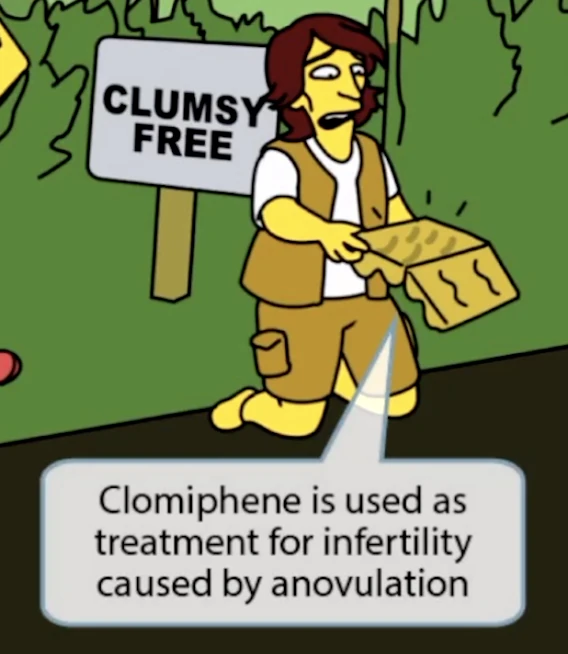 CLUMSY
FREE
Clomiphene is used as
treatment for infertility
caused by anovulation